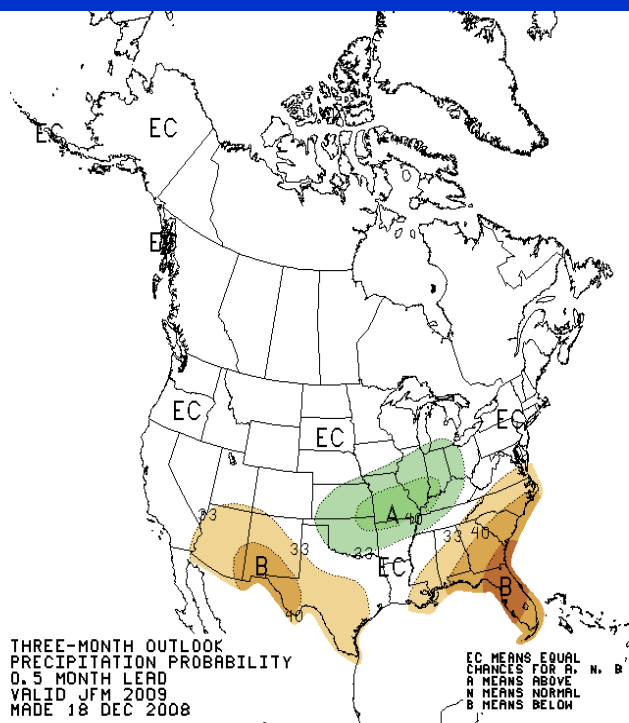 EC
EC
EC
EC
EC
EC
A
40
33
33
33
33
40
EC
B
B
40
THREE-MONTH OUTLOOK
PRECIPITATION PROBABILITY
0.5 MONTH LEAD
VALID JFM 2009
MADE 18 DEC 2008
EC MEANS EQUAL
CHANCES FOR A, N, B
A MEANS ABOVE
N MEANS NORMAL
B MEANS BELOW